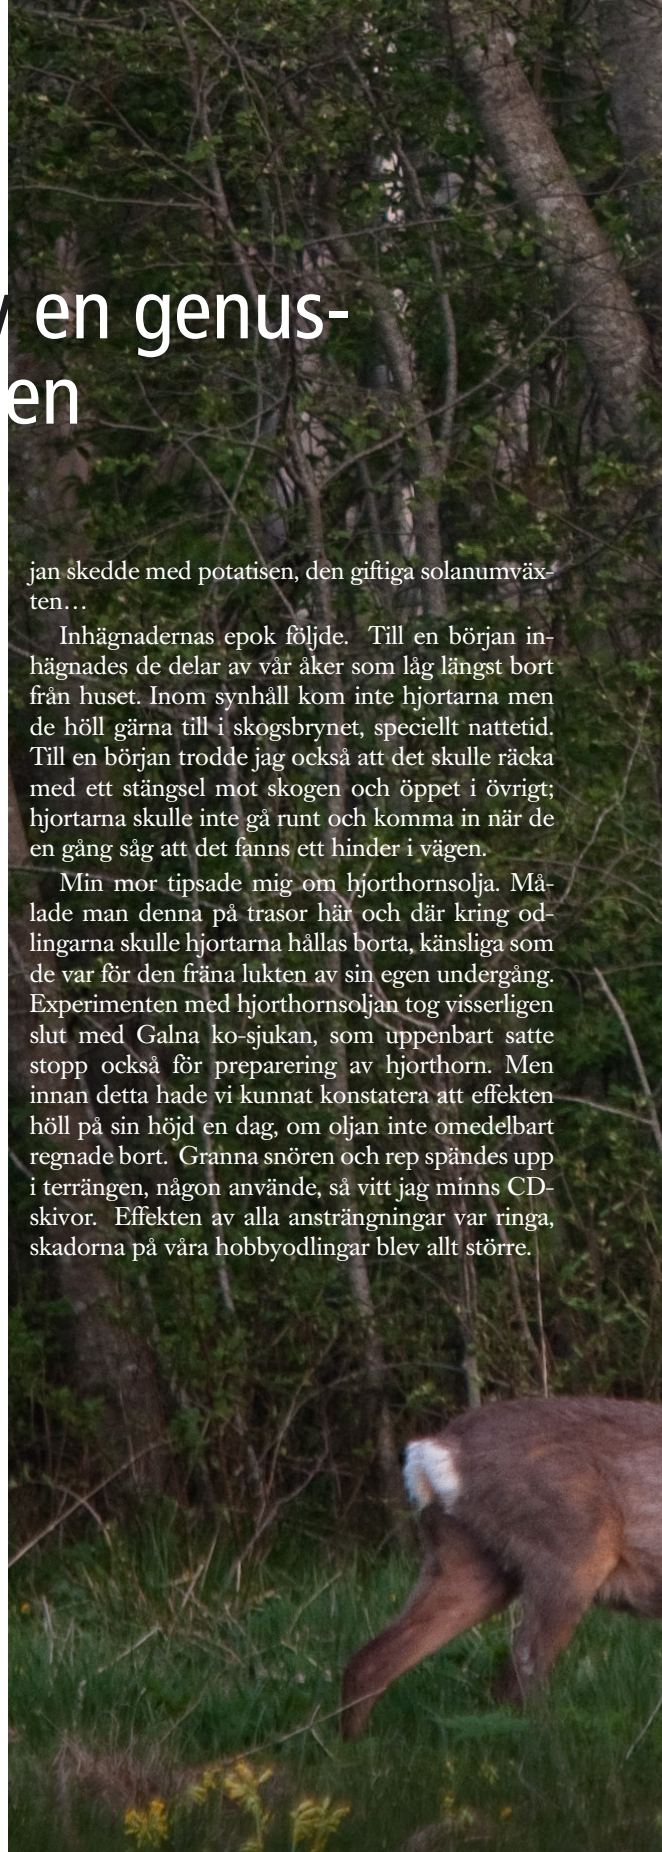 en genus-
en
jan skedde med potatisen, den giftiga solanumväx-
ten…
Inhägnadernas epok följde. Till en början in-
hägnades de delar av vår åker som låg längst bort
från huset. Inom synhåll kom inte hjortarna men
de höll gärna till i skogsbrynet, speciellt nattetid.
Till en början trodde jag också att det skulle räcka
med ett stängsel mot skogen och öppet i övrigt;
hjortarna skulle inte gå runt och komma in när de
en gång såg att det fanns ett hinder i vägen.
Min mor tipsade mig om hjorthornsolja. Må-
lade man denna på trasor här och där kring od-
lingarna skulle hjortarna hållas borta, känsliga som
de var för den fräna lukten av sin egen undergång.
Experimenten med hjorthornsoljan tog visserligen
slut med Galna ko-sjukan, som uppenbart satte
stopp också för preparering av hjorthorn. Men
innan detta hade vi kunnat konstatera att effekten
höll på sin höjd en dag, om oljan inte omedelbart
regnade bort. Granna snören och rep spändes upp
i terrängen, någon använde, så vitt jag minns CD-
skivor. Effekten av alla ansträngningar var ringa,
skadorna på våra hobbyodlingar blev allt större.